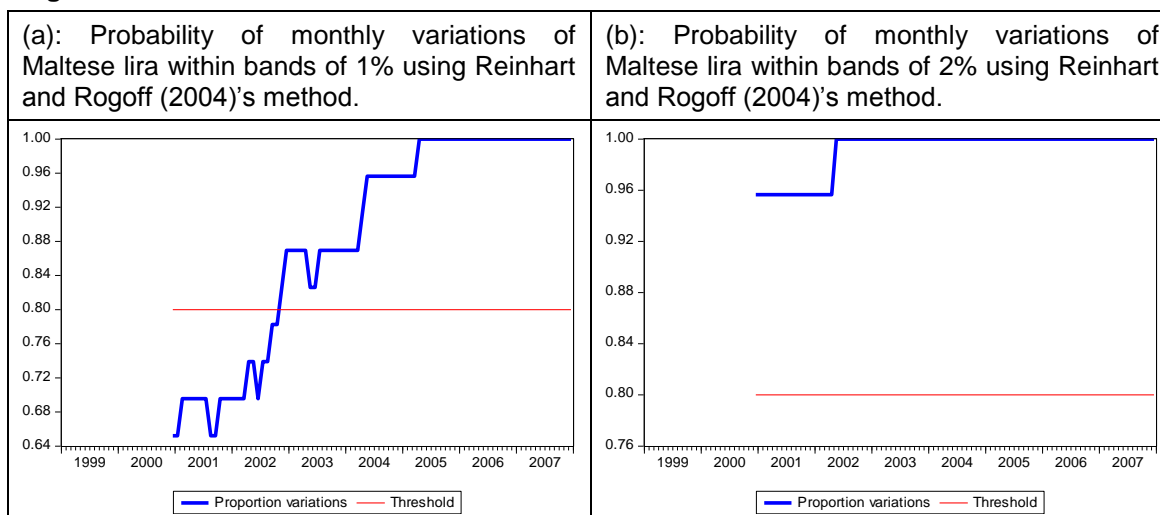 (a): Probability of monthly variations of
Maltese lira within bands of 1% using Reinhart
and Rogoff (2004)'s method.
(b): Probability of monthly variations of
Maltese lira within bands of 2% using Reinhart
and Rogoff (2004)'s method.
1.00
0.96
0.92
0.88
0.84
0.80
0.76
0.72
0.68
0.64
1999 2000 2001 2002 2003 2004 2005 2006 2007
Proportion variations Threshold
1.00
0.96
0.92
0.88
0.84
0.80
0.76
1999 2000 2001 2002 2003 2004 2005 2006 2007
Proportion variations Threshold